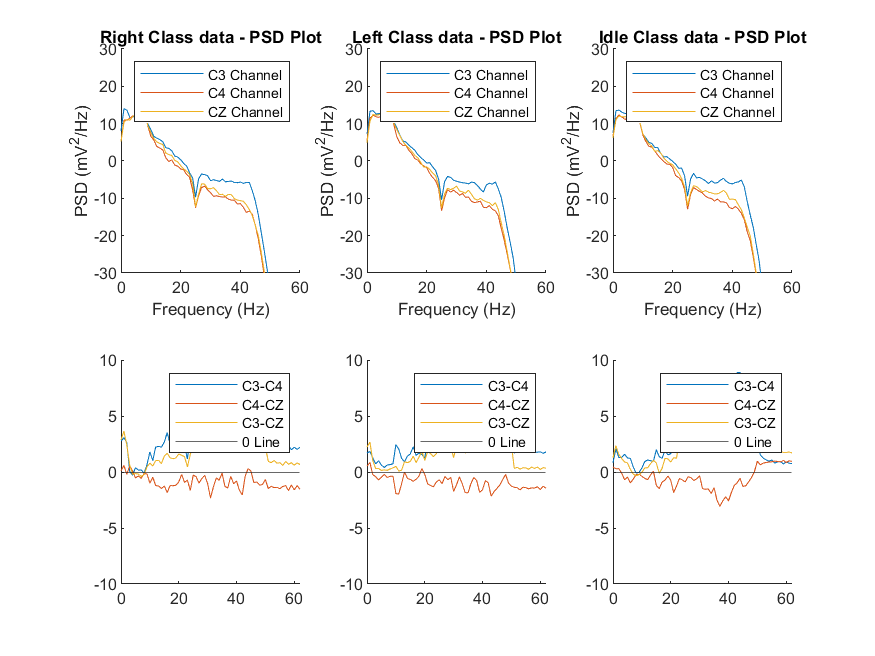 Right Class data - PSD Plot
30
20
10
0
-10
-20
-30
PSD (mV²/Hz)
C3 Channel
C4 Channel
CZ Channel
0 20 40 60
Frequency (Hz)
Left Class data - PSD Plot
30
20
10
0
-10
-20
-30
PSD (mV²/Hz)
C3 Channel
C4 Channel
CZ Channel
0 20 40 60
Frequency (Hz)
Idle Class data - PSD Plot
30
20
10
0
-10
-20
-30
PSD (mV²/Hz)
C3 Channel
C4 Channel
CZ Channel
0 20 40 60
Frequency (Hz)
10
5
0
-5
-10
C3-C4
C4-CZ
C3-CZ
0 Line
0 20 40 60
10
5
0
-5
-10
C3-C4
C4-CZ
C3-CZ
0 Line
0 20 40 60
10
5
0
-5
-10
C3-C4
C4-CZ
C3-CZ
0 Line
0 20 40 60